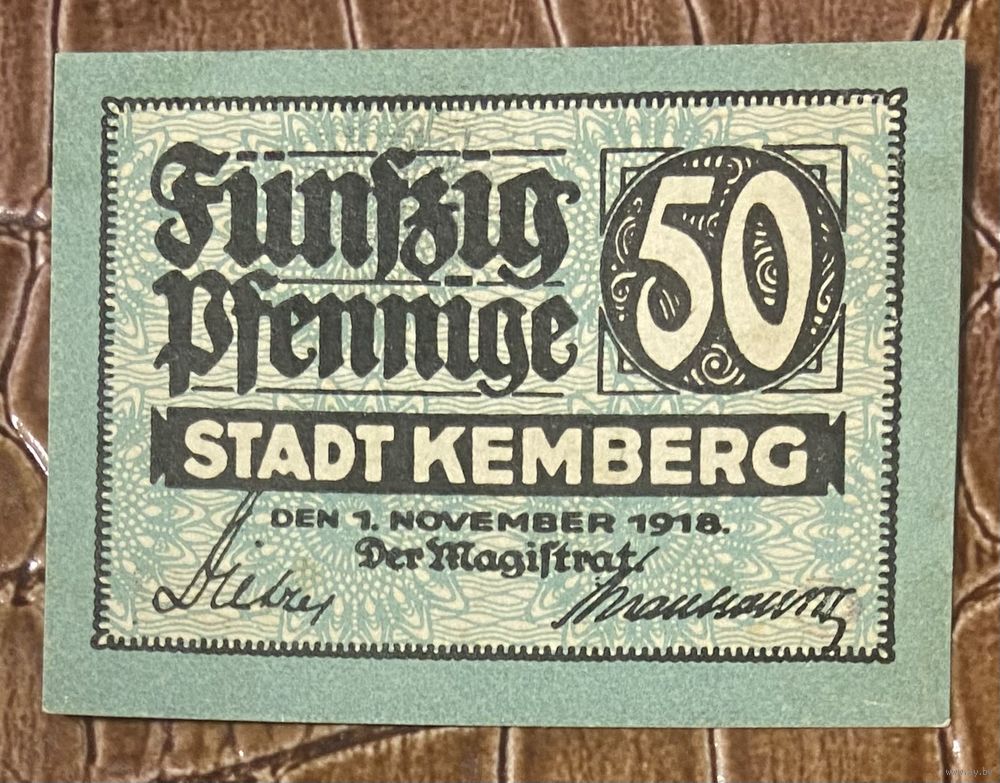 Fünfzig
Pfennige
50
STADT KEMBERG
DEN 1. NOVEMBER 1918.
Der Magiſtrat.